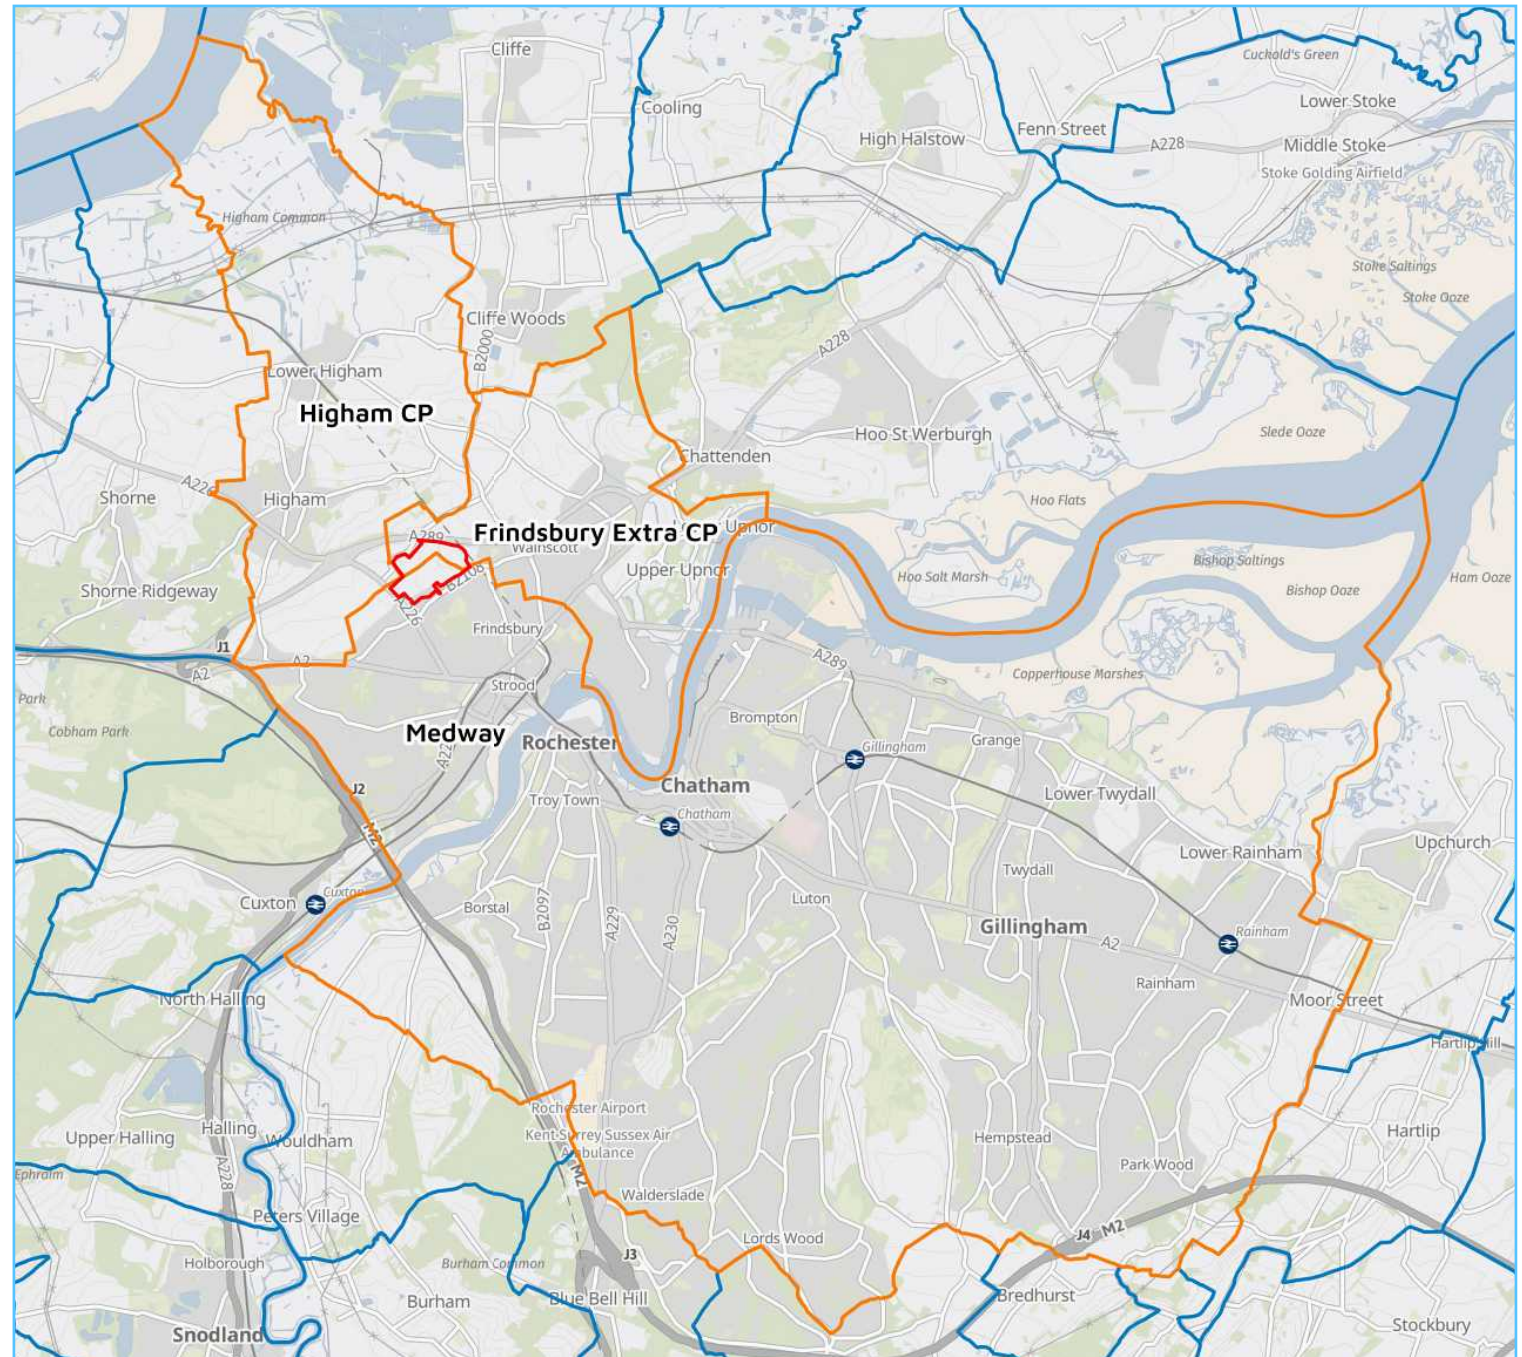 Cliffe
Cuckold's Green
Lower Stoke
Cooling
Fenn Street
High Halstow
A228
Middle Stoke
Stoke Golding Airfield
Higham Common
Stoke Saltings
Stoke Ooze
Cliffe Woods
B2000
A228
Lower Higham
Higham CP
Hoo St Werburgh
Slede Ooze
Chattenden
A226
Shorne
Higham
Hoo Flats
A289
Frindsbury Extra CP
Upnor
Wainscott
Bishop Saltings
Upper Upnor
Hoo Salt Marsh
Ham Ooze
B2108
Bishop Ooze
Shorne Ridgeway
A226
Frindsbury
J1
A2
A289
A2
Copperhouse Marshes
Strood
Park
Cobham Park
Brompton
Medway
Rochester
Gillingham
Grange
A22
Chatham
J2
Troy Town
Lower Twydall
Chatham
M2
Upchurch
Lower Rainham
Twydall
Cuxton
Cuxton
Borstal
B2097
A229
A230
Luton
Gillingham
A2
Rainham
Rainham
North Halling
Moor Street
Hartlip Hill
Rochester Airport
Kent Surrey Sussex Air
Ambulance
Upper Halling
Halling
Wouldham
Hempstead
Hartlip
Park Wood
Ephraim
A228
M2
Walderslade
Peters Village
Lords Wood
J4
M2
J3
Holborough
Burham Common
Burham
Blue Bell Hill
Bredhurst
Stockbury
Snodland